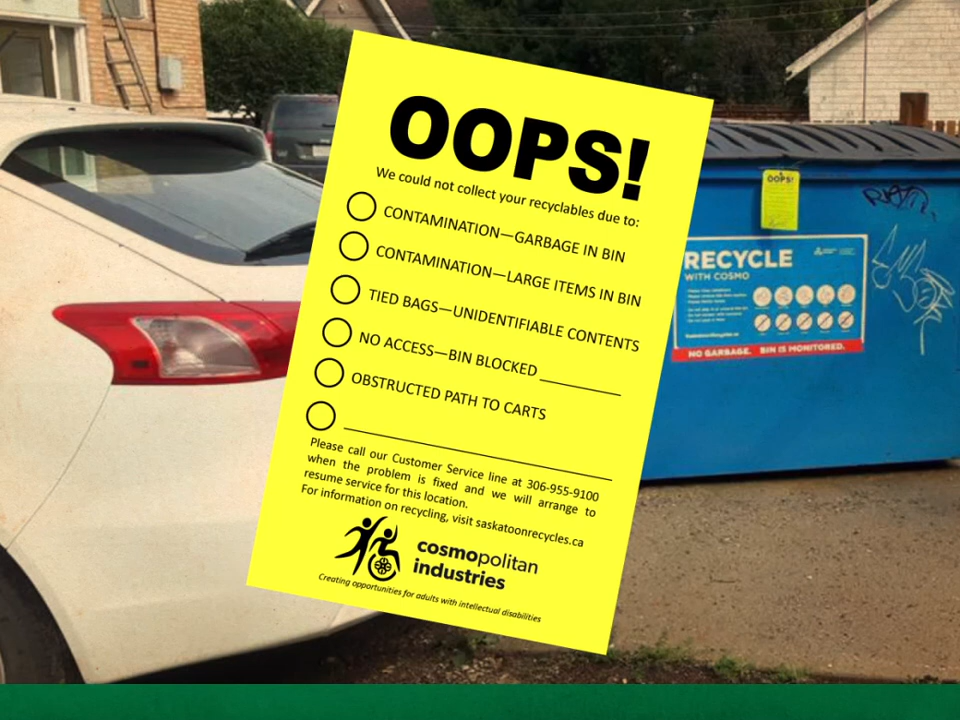 OOPS!
We could not collect your recyclables due to:
CONTAMINATION—GARBAGE IN BIN
CONTAMINATION—LARGE ITEMS IN BIN
TIED BAGS—UNIDENTIFIABLE CONTENTS
NO ACCESS—BIN BLOCKED
OBSTRUCTED PATH TO CARTS
Please call our Customer Service line at 306-955-9100
when the problem is fixed and we will arrange to
resume service for this location.
For information on recycling, visit saskatoonrecycles.ca
cosmopolitan
industries
Creating opportunities for adults with intellectual disabilities
OOPS!
RECYCLE
WITH COSMO
NO GARBAGE. BIN IS MONITORED.